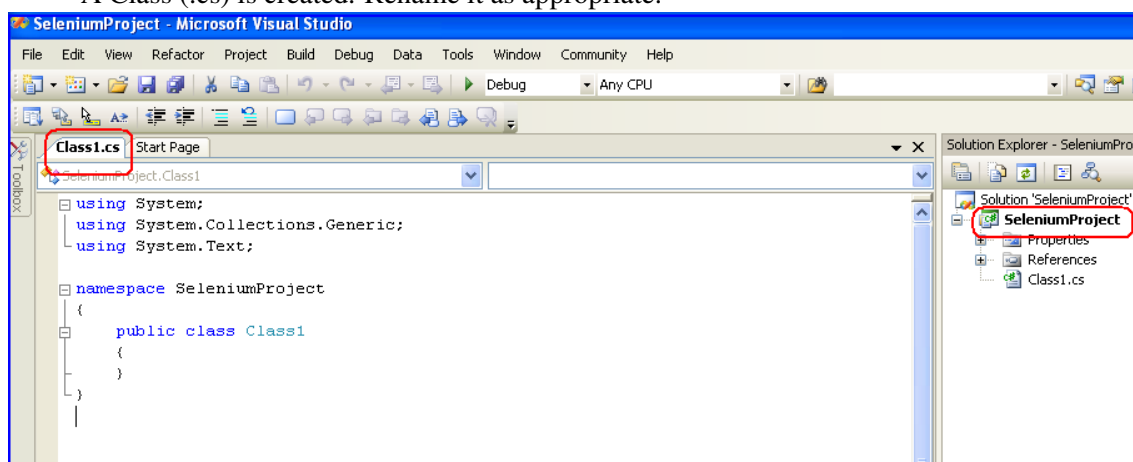 A Class (.cs) is created. Rename it as appropriate.
SeleniumProject - Microsoft Visual Studio
File Edit View Refactor Project Build Debug Data Tools Window Community Help
Debug Any CPU
Class1.cs Start Page
Solution Explorer - SeleniumPro
Toolbox
SeleniumProject.Class1
using System;
using System.Collections.Generic;
using System.Text;
namespace SeleniumProject
{
public class Class1
{
}
}
Solution 'SeleniumProject'
SeleniumProject
Properties
References
Class1.cs